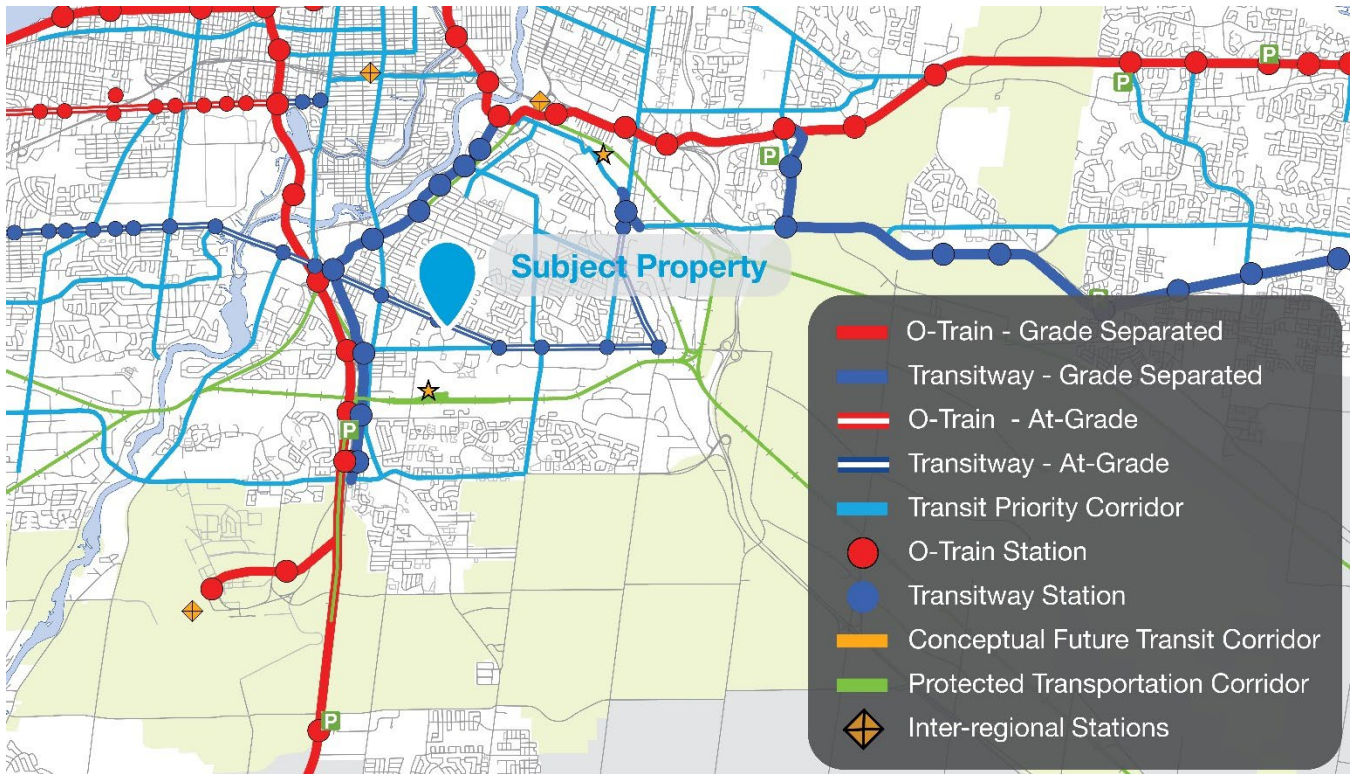 P
P
P
Subject Property
P
P
P
O-Train - Grade Separated
Transitway - Grade Separated
O-Train - At-Grade
Transitway - At-Grade
Transit Priority Corridor
O-Train Station
Transitway Station
Conceptual Future Transit Corridor
Protected Transportation Corridor
Inter-regional Stations